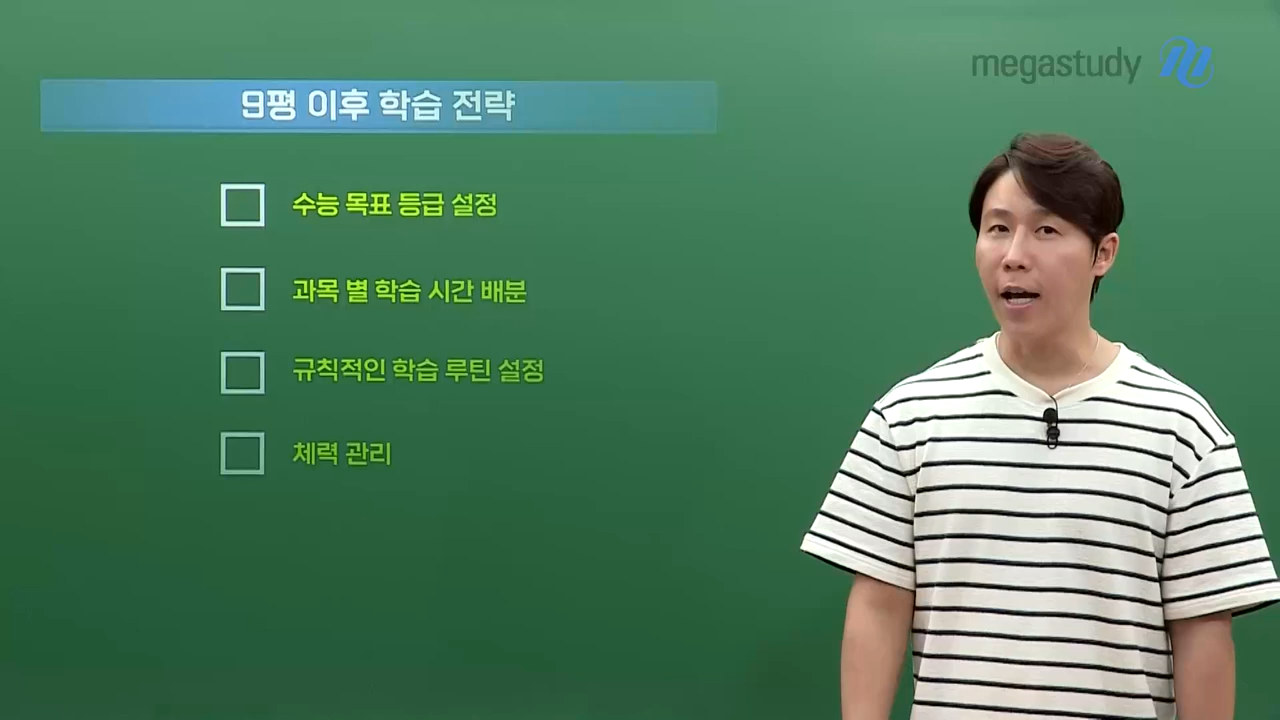 megastudy
9평 이후 학습 전략
수능 목표 등급 설정
과목 별 학습 시간 배분
규칙적인 학습 루틴 설정
체력 관리